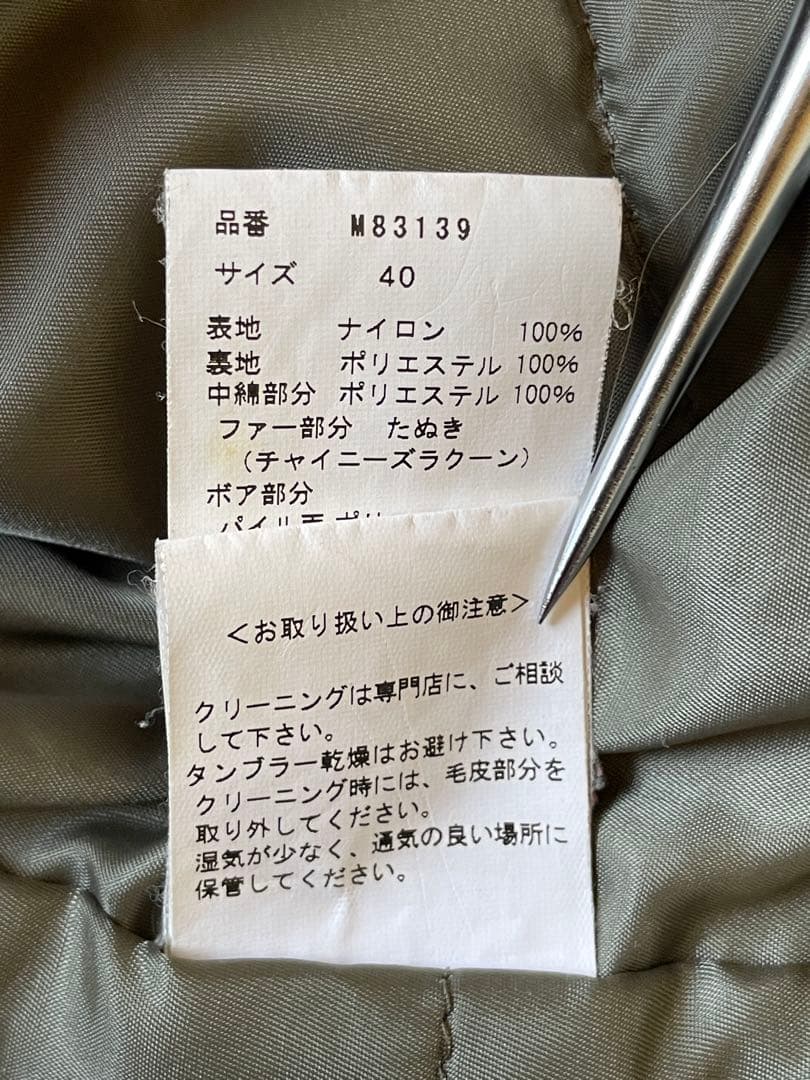 品番 M83139
サイズ 40
表地 ナイロン 100%
裏地 ポリエステル 100%
中綿部分 ポリエステル 100%
ファー部分 たぬき
(チャイニーズラクーン)
ボア部分
<お取り扱い上の御注意>
クリーニングは専門店に、ご相談
して下さい。
タンブラー乾燥はお避け下さい。
クリーニング時には、毛皮部分を
取り外してください。
湿気が少なく、通気の良い場所に
保管してください。